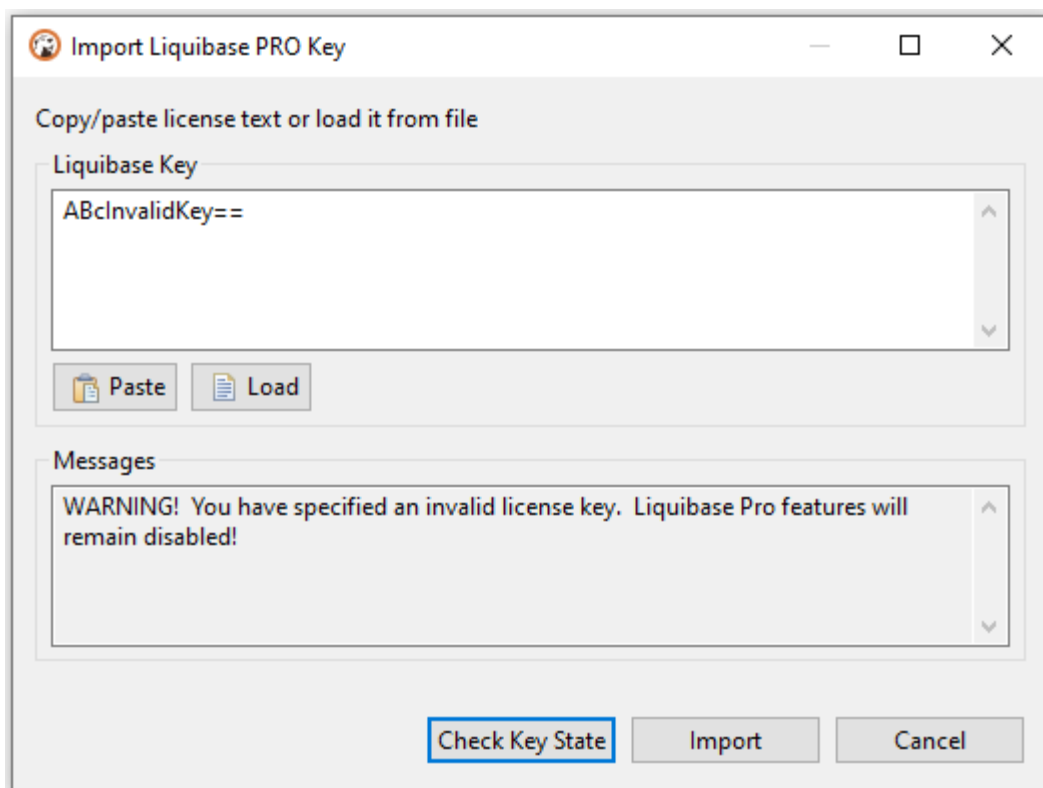 Import Liquibase PRO Key
Copy/paste license text or load it from file
Liquibase Key
ABcInvalidKey==
Paste
Load
Messages
WARNING!  You have specified an invalid license key.  Liquibase Pro features will
remain disabled!
Check Key State
Import
Cancel